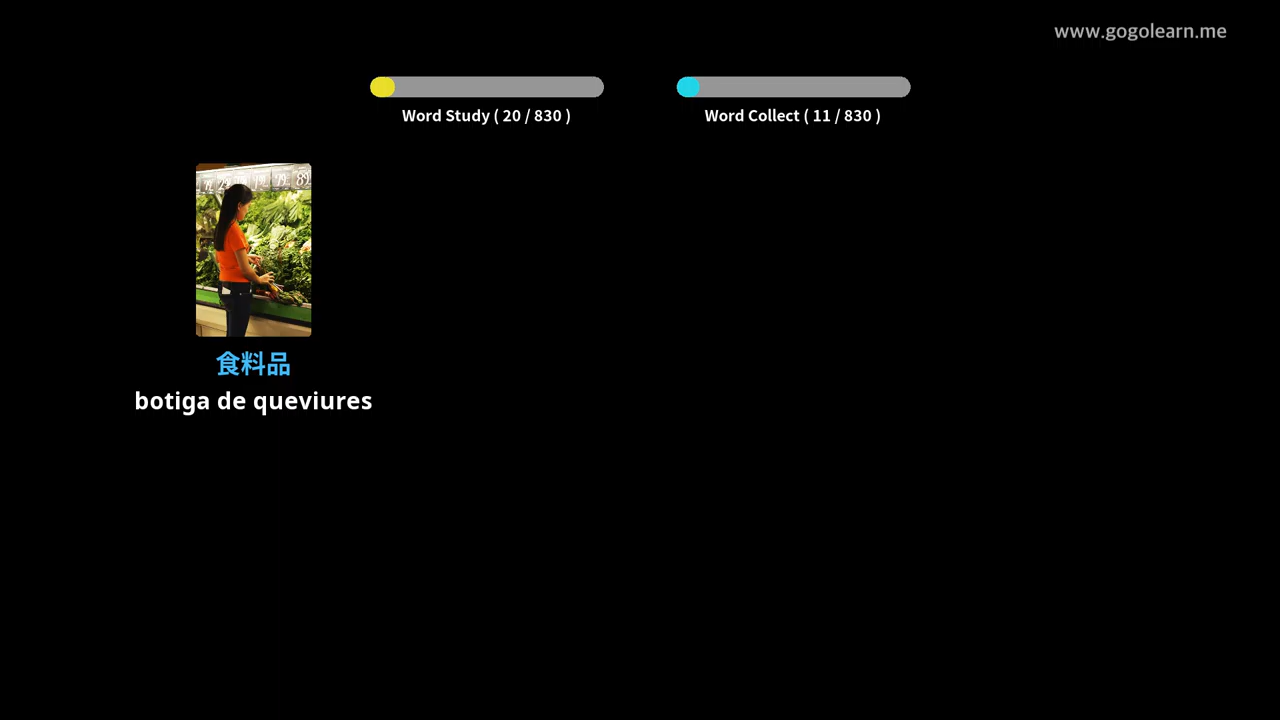 www.gogolearn.me
Word Study ( 20 / 830 )
Word Collect ( 11 / 830 )
食料品
botiga de queviures